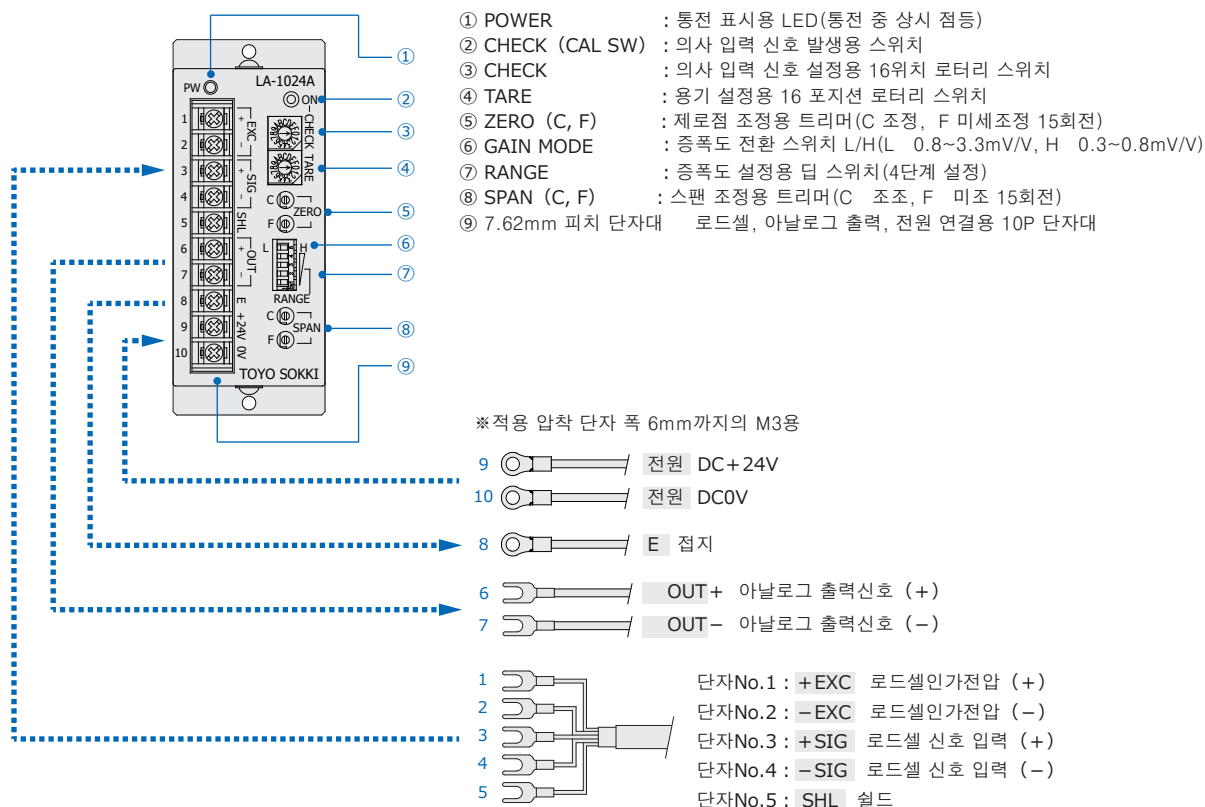 ① POWER : 통전 표시용 LED(통전 중 상시 점등)
② CHECK (CAL SW) : 의사 입력 신호 발생용 스위치
③ CHECK : 의사 입력 신호 설정용 16위치 로터리 스위치
④ TARE : 용기 설정용 16 포지션 로터리 스위치
⑤ ZERO (C, F) : 제로점 조정용 트리머(C 조정, F 미세조정 15회전)
⑥ GAIN MODE : 증폭도 전환 스위치 L/H(L 0.8~3.3mV/V, H 0.3~0.8mV/V)
⑦ RANGE : 증폭도 설정용 딥 스위치(4단계 설정)
⑧ SPAN (C, F) : 스팬 조정용 트리머(C 조조, F 미조 15회전)
⑨ 7.62mm 피치 단자대 로드셀, 아날로그 출력, 전원 연결용 10P 단자대
PW
LA-1024A
ON
CHECK
TARE
1
2
3
4
5
6
7
8
9
10
+ EXC -
+ SIG -
SHL
+ OUT -
E
+24V
0V
C
F
ZERO
L
H
RANGE
C
F
SPAN
TOYO SOKKI
①
②
③
④
⑤
⑥
⑦
⑧
⑨
※적용 압착 단자 폭 6mm까지의 M3용
9 전원 DC+24V
10 전원 DC0V
8 E 접지
6 OUT+ 아날로그 출력신호 (+)
7 OUT- 아날로그 출력신호 (-)
1 단자No.1 : +EXC 로드셀인가전압 (+)
2 단자No.2 : -EXC 로드셀인가전압 (-)
3 단자No.3 : +SIG 로드셀 신호 입력 (+)
4 단자No.4 : -SIG 로드셀 신호 입력 (-)
5 단자No.5 : SHL 쉴드